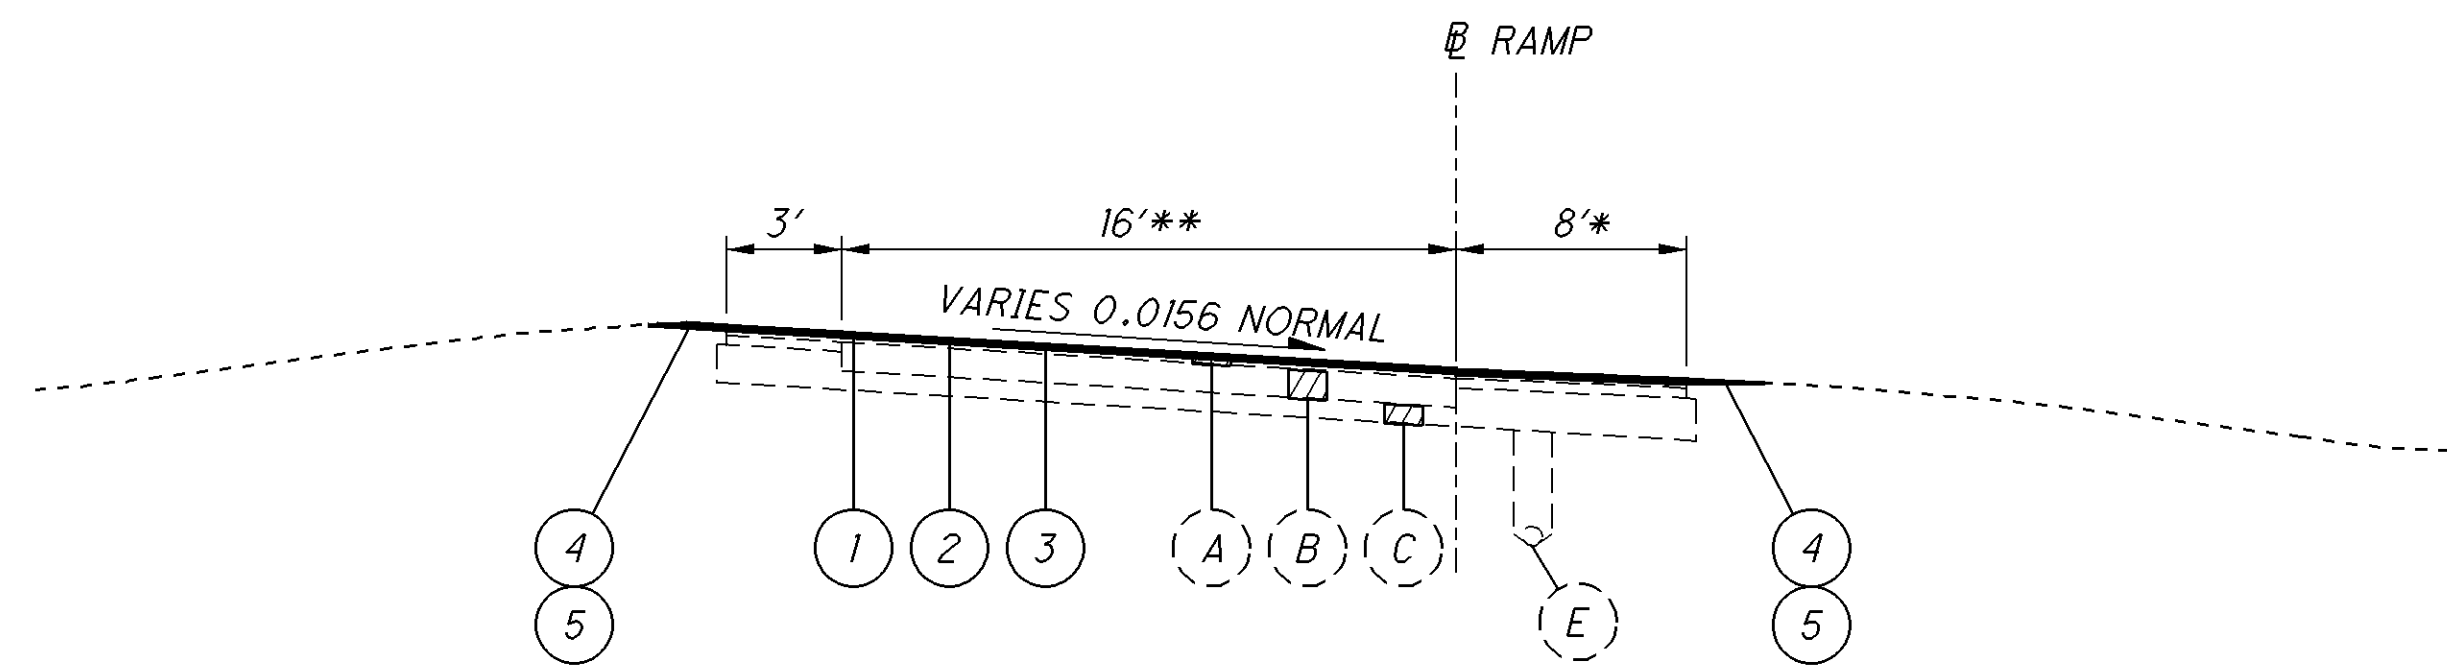 ℄ RAMP
3' 16'** 8'*
VARIES 0.0156 NORMAL
4 1 2 3 A B C 4
5 E 5